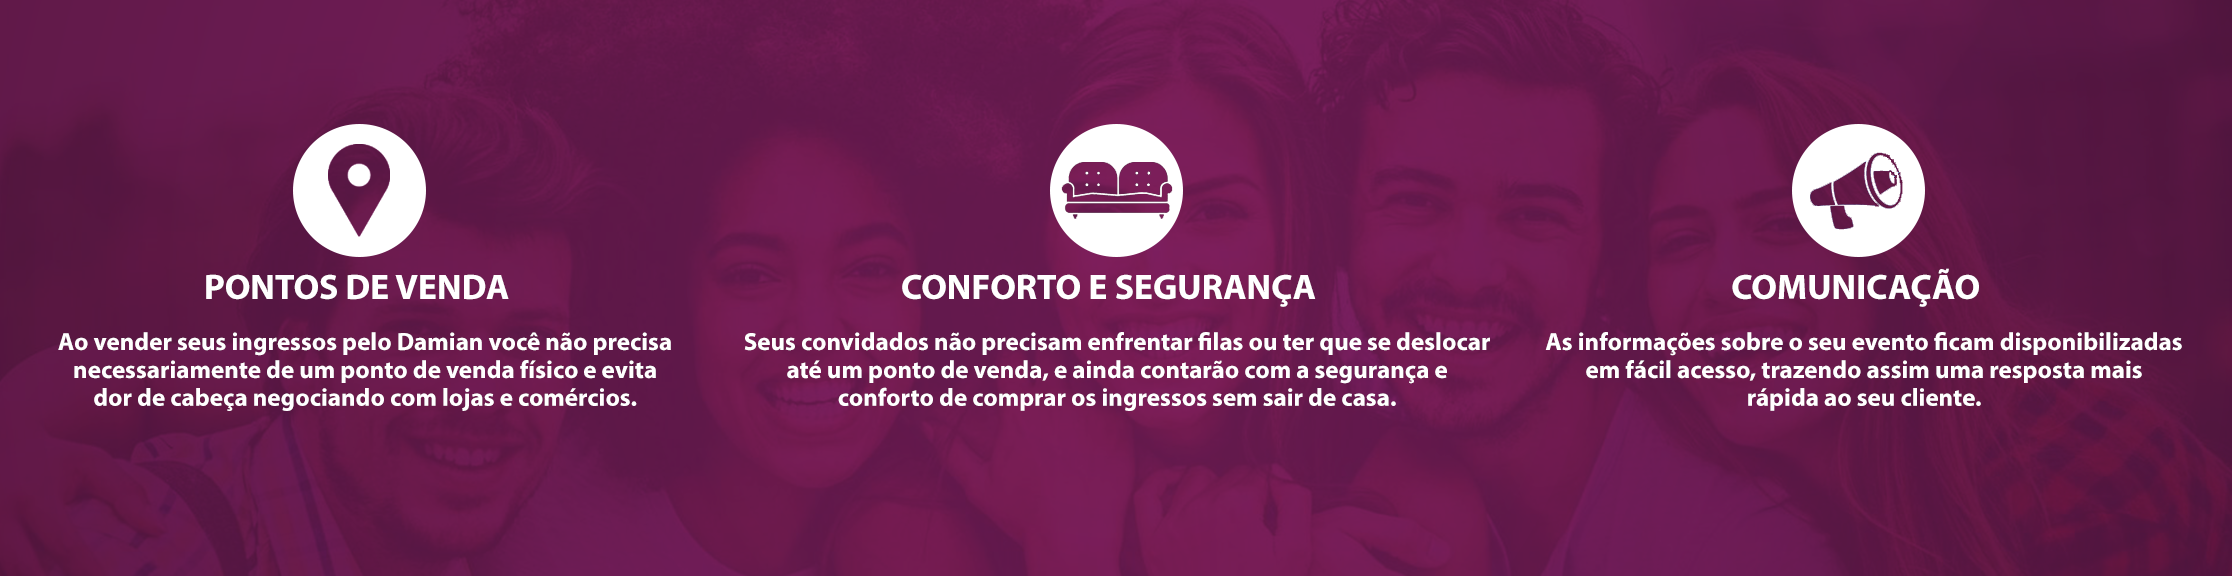 PONTOS DE VENDA
Ao vender seus ingressos pelo Damian você não precisa
necessariamente de um ponto de venda físico e evita
dor de cabeça negociando com lojas e comércios.
CONFORTO E SEGURANÇA
Seus convidados não precisam enfrentar filas ou ter que se deslocar
até um ponto de venda, e ainda contarão com a segurança e
conforto de comprar os ingressos sem sair de casa.
COMUNICAÇÃO
As informações sobre o seu evento ficam disponibilizadas
em fácil acesso, trazendo assim uma resposta mais
rápida ao seu cliente.